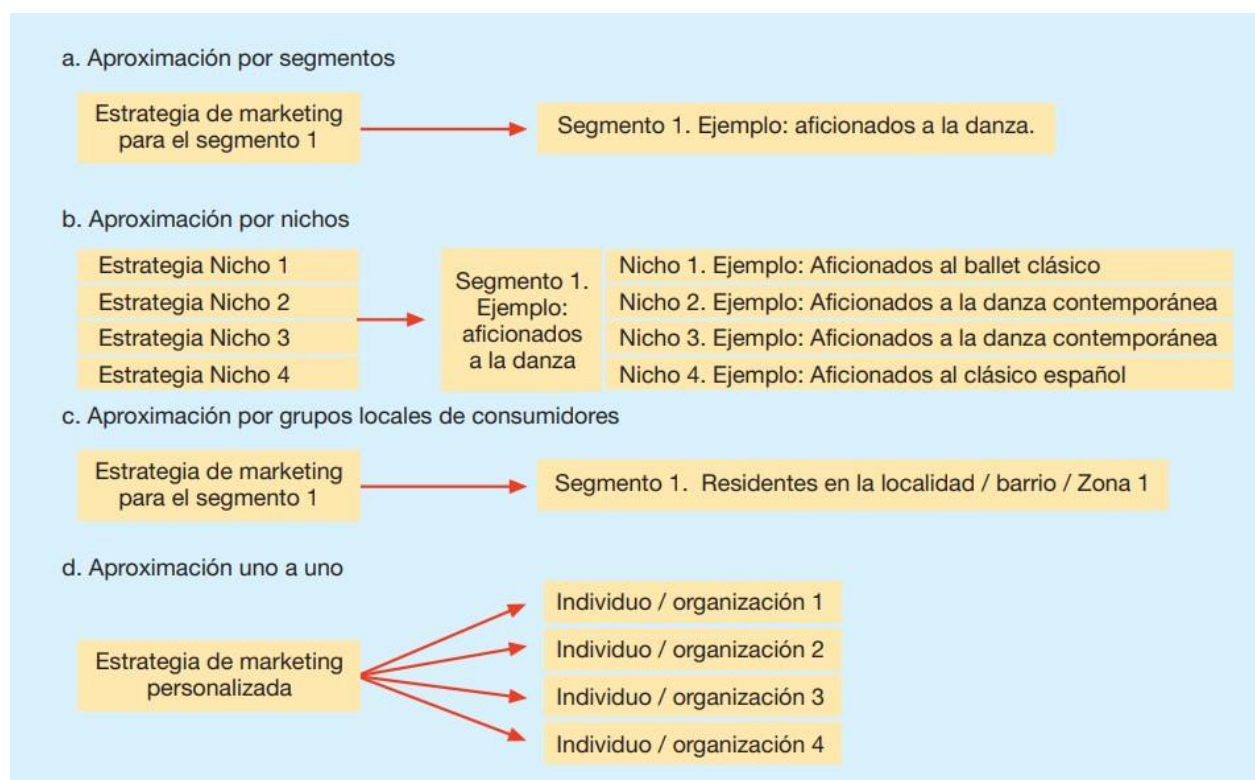 a. Aproximación por segmentos
Estrategia de marketing
para el segmento 1
Segmento 1. Ejemplo: aficionados a la danza.
b. Aproximación por nichos
Estrategia Nicho 1
Estrategia Nicho 2
Estrategia Nicho 3
Estrategia Nicho 4
Segmento 1.
Ejemplo:
aficionados
a la danza
Nicho 1. Ejemplo: Aficionados al ballet clásico
Nicho 2. Ejemplo: Aficionados a la danza contemporánea
Nicho 3. Ejemplo: Aficionados a la danza contemporánea
Nicho 4. Ejemplo: Aficionados al clásico español
c. Aproximación por grupos locales de consumidores
Estrategia de marketing
para el segmento 1
Segmento 1. Residentes en la localidad / barrio / Zona 1
d. Aproximación uno a uno
Estrategia de marketing
personalizada
Individuo / organización 1
Individuo / organización 2
Individuo / organización 3
Individuo / organización 4